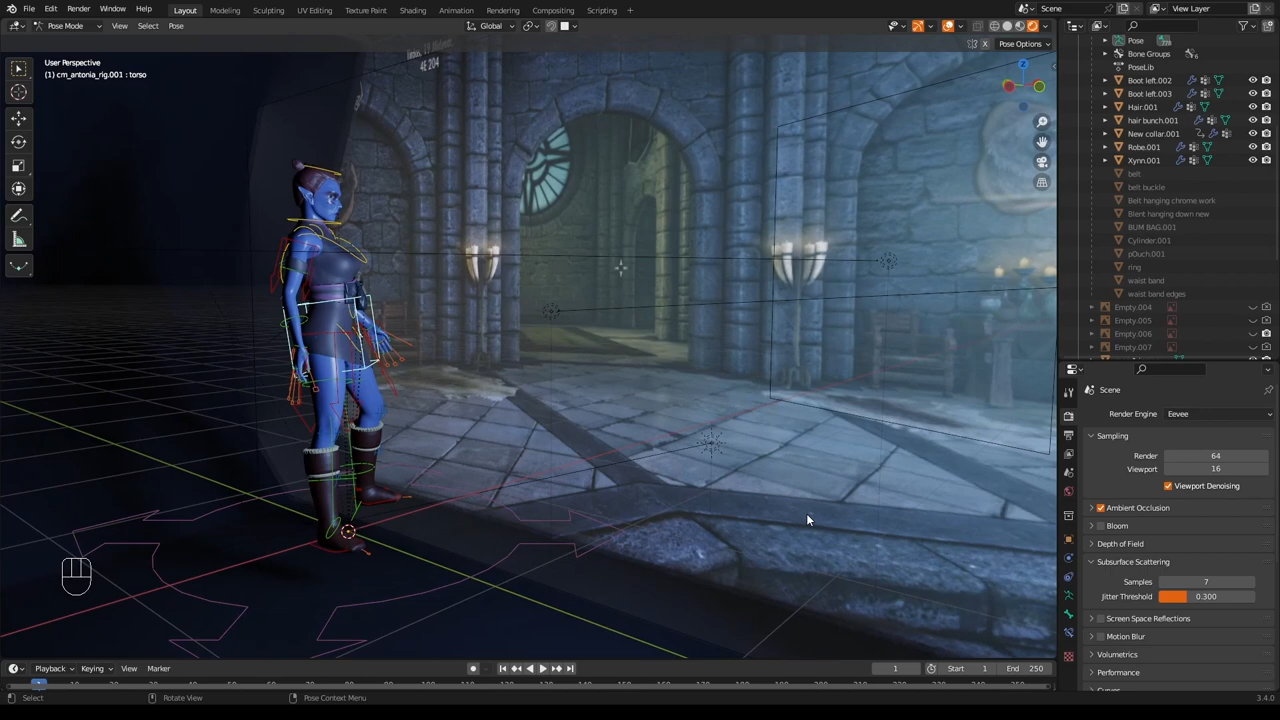 File Edit Render Window Help Layout Modeling Sculpting UV Editing Texture Paint Shading Animation Rendering Compositing Scripting Scene View Layer
Pose Mode View Select Pose Global
Pose Options
User Perspective
(1) cm_antonia_rig.001 : torso
4E 204
Pose
Bone Groups
PoseLib
Boot left.002
Boot left.003
Hair.001
hair bunch.001
New collar.001
Robe.001
Xynn.001
belt
belt buckle
Belt hanging chrome work
Blent hanging down new
BUM BAG.001
Cylinder.001
pOuch.001
ring
waist band
waist band edges
Empty.004
Empty.005
Empty.006
Empty.007
Scene
Render Engine Eevee
Sampling
Render 64
Viewport 16
Viewport Denoising
Ambient Occlusion
Bloom
Depth of Field
Subsurface Scattering
Samples 7
Jitter Threshold 0.300
Screen Space Reflections
Motion Blur
Volumetrics
Performance
Curves
Playback Keying View Marker 1 Start 1 End 250
Select Rotate View Pose Context Menu 3.4.0